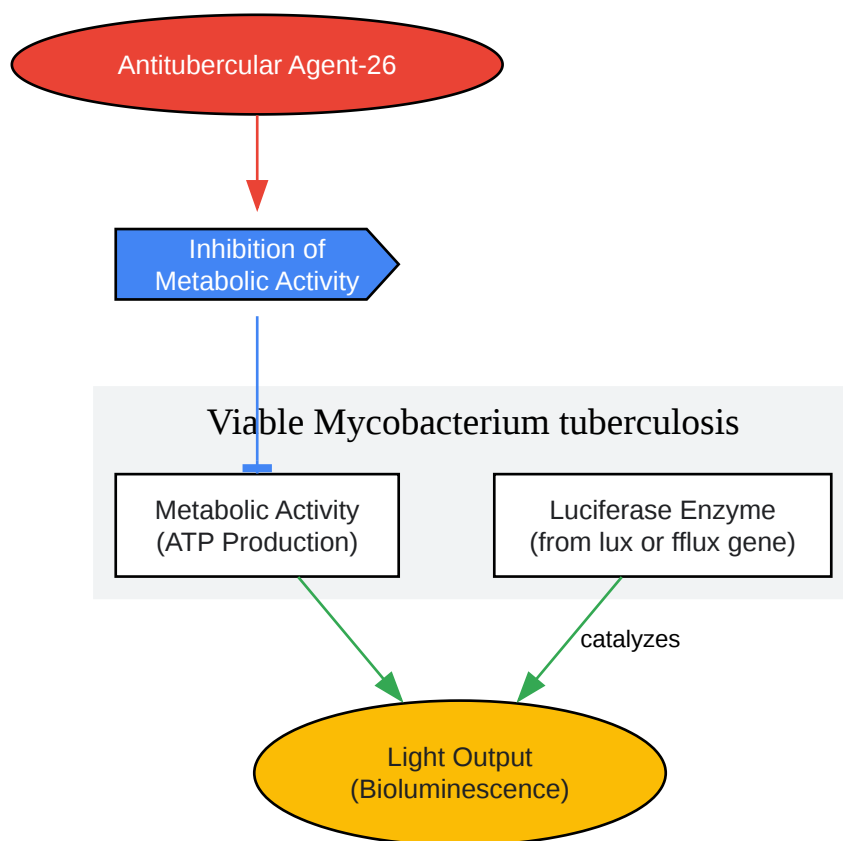 Antitubercular Agent-26
Inhibition of
Metabolic Activity
Viable Mycobacterium tuberculosis
Metabolic Activity
(ATP Production)
Luciferase Enzyme
(from lux or fflux gene)
catalyzes
Light Output
(Bioluminescence)